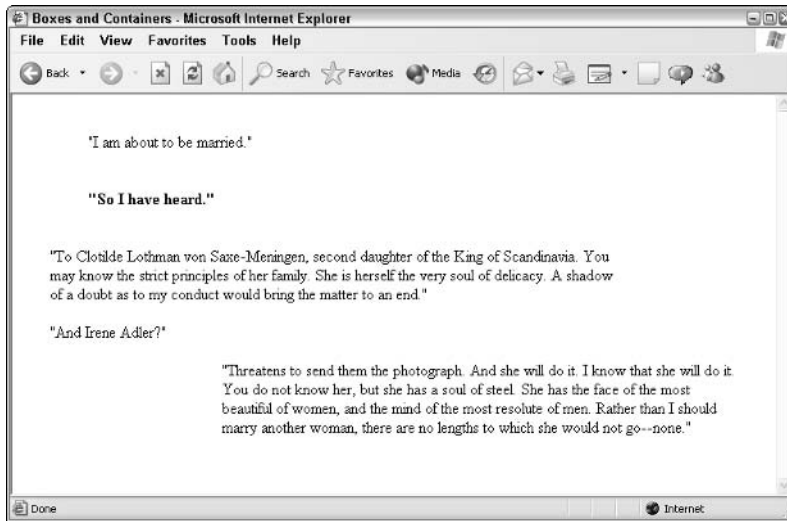 Boxes and Containers - Microsoft Internet Explorer
File Edit View Favorites Tools Help
Back Search Favorites Media
"I am about to be married."
"So I have heard."
"To Clotilde Lothman von Saxe-Meningen, second daughter of the King of Scandinavia. You
may know the strict principles of her family. She is herself the very soul of delicacy. A shadow
of a doubt as to my conduct would bring the matter to an end."
"And Irene Adler?"
"Threatens to send them the photograph. And she will do it. I know that she will do it.
You do not know her, but she has a soul of steel. She has the face of the most
beautiful of women, and the mind of the most resolute of men. Rather than I should
marry another woman, there are no lengths to which she would not go--none."
Done Internet